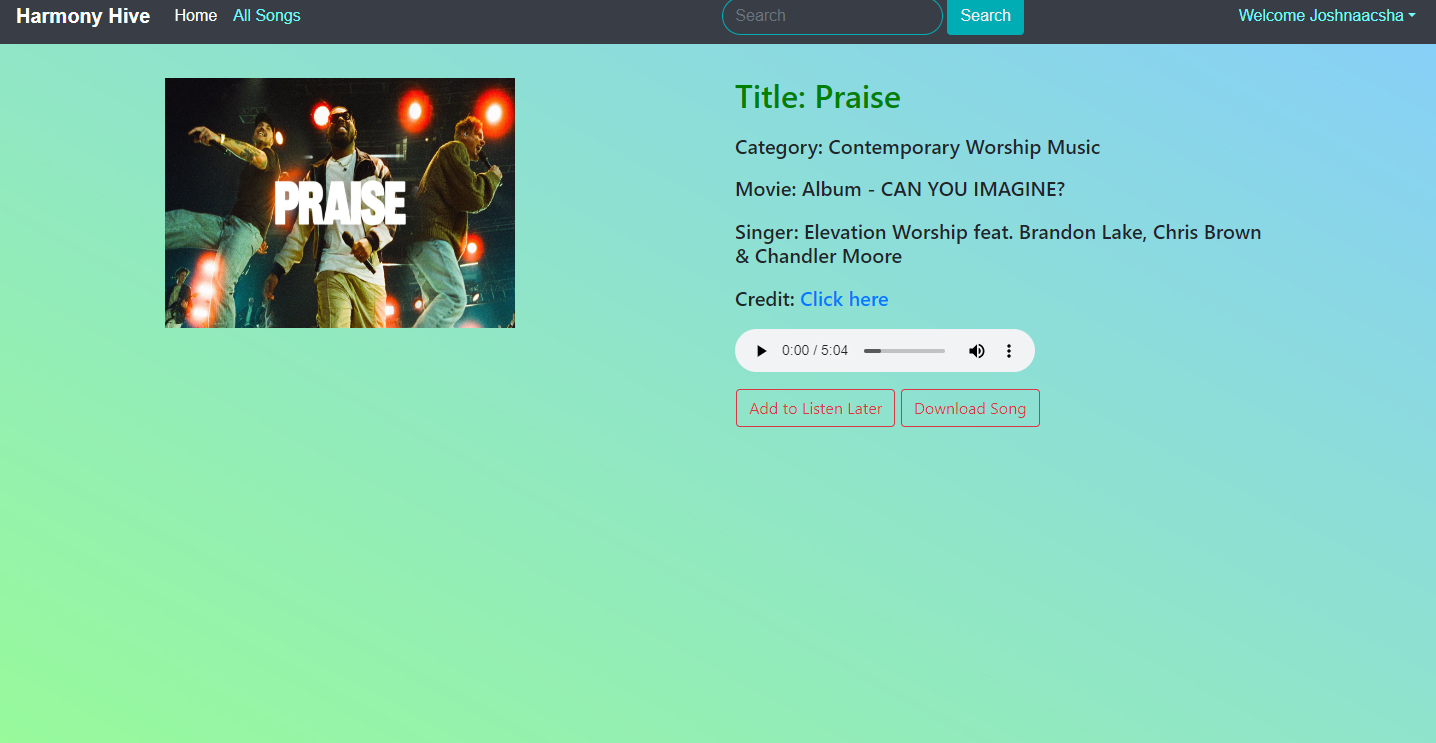 Harmony Hive Home All Songs Search Search Welcome Joshnaacsha
Title: Praise
Category: Contemporary Worship Music
Movie: Album - CAN YOU IMAGINE?
PRAISE
Singer: Elevation Worship feat. Brandon Lake, Chris Brown
& Chandler Moore
Credit: Click here
0:00 / 5:04
Add to Listen Later Download Song